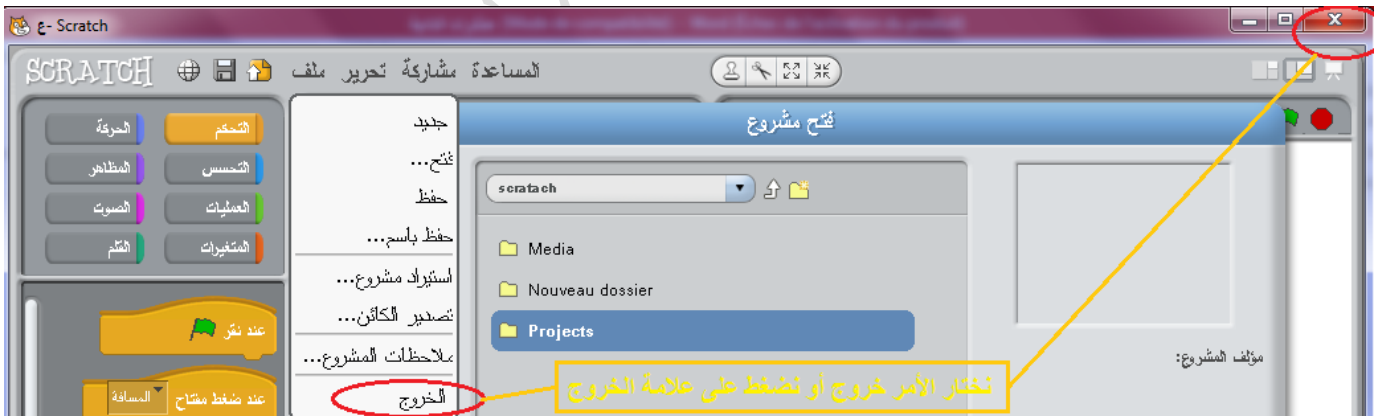 ع- Scratch
SCRATCH ملف تحرير مشاركة المساعدة
الحركة
التحكم
المظاهر
التحسس
الصوت
العمليات
القلم
المتغيرات
عند نقر
عند ضغط مفتاح المسافة
جديد
فتح...
حفظ
حفظ باسم...
استيراد مشروع...
تصدير الكائن...
ملاحظات المشروع...
الخروج
فتح مشروع
scratach
Media
Nouveau dossier
Projects
مؤلف المشروع:
نختار الأمر خروج أو نضغط على علامة الخروج